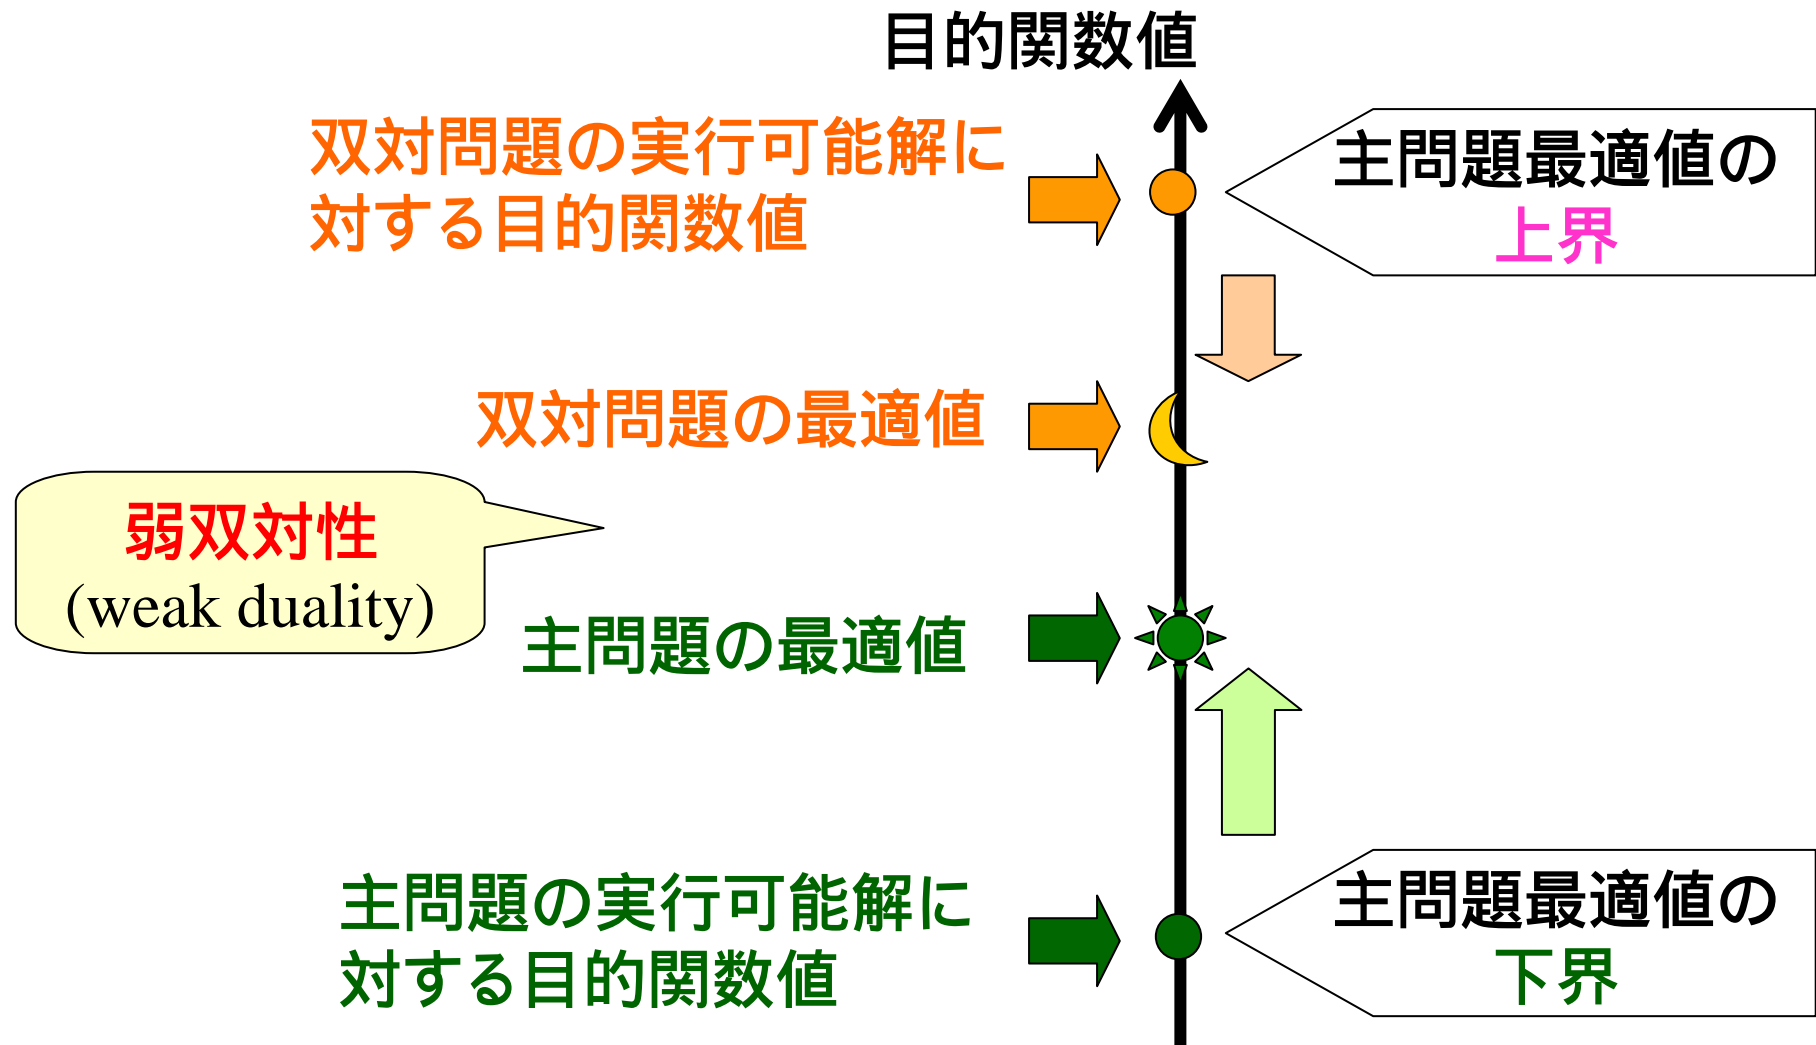 目的関数値
双対問題の実行可能解に
対する目的関数値
主問題最適値の
上界
双対問題の最適値
弱双対性
(weak duality)
主問題の最適値
主問題の実行可能解に
対する目的関数値
主問題最適値の
下界